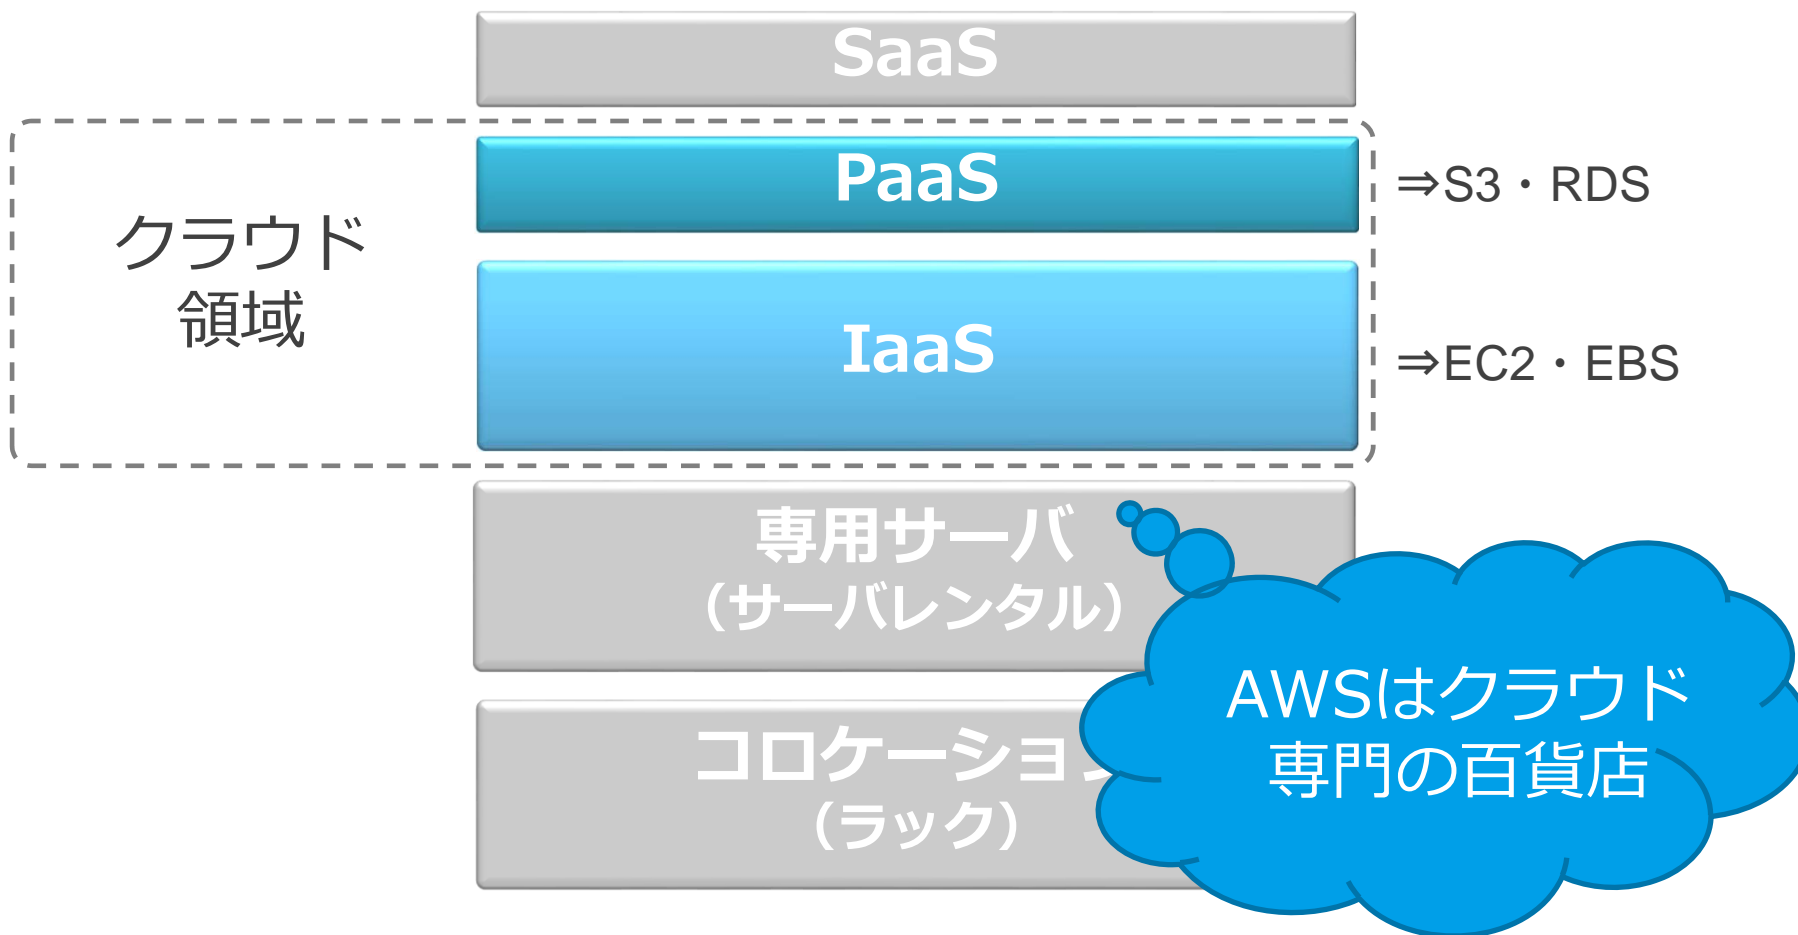 SaaS
PaaS
⇒S3・RDS
クラウド
領域
IaaS
⇒EC2・EBS
専用サーバ
（サーバレンタル）
コロケーショ
（ラック）
AWSはクラウド
専門の百貨店